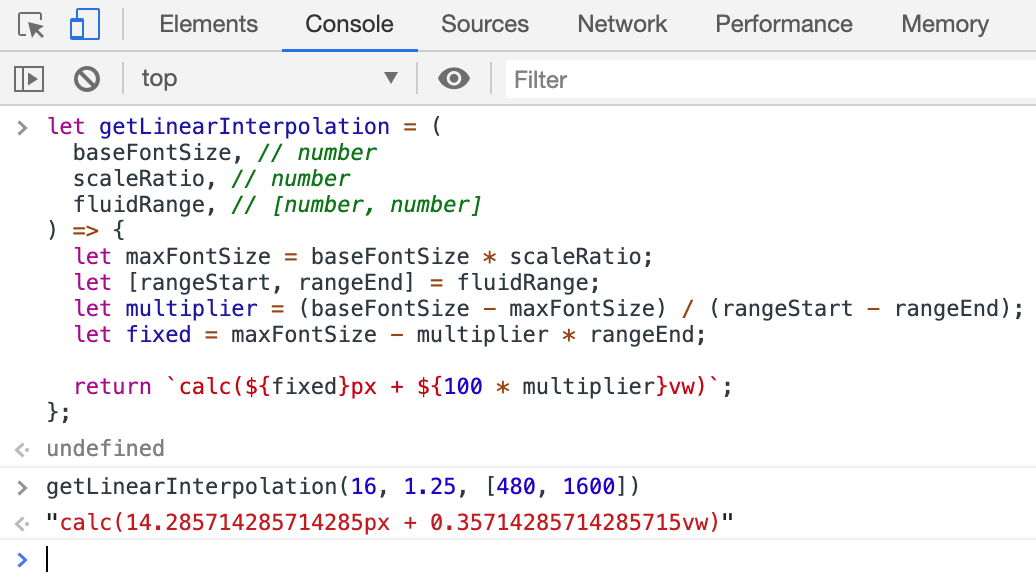 Elements Console Sources Network Performance Memory
top Filter
let getLinearInterpolation = (
  baseFontSize, // number
  scaleRatio, // number
  fluidRange, // [number, number]
) => {
  let maxFontSize = baseFontSize * scaleRatio;
  let [rangeStart, rangeEnd] = fluidRange;
  let multiplier = (baseFontSize - maxFontSize) / (rangeStart - rangeEnd);
  let fixed = maxFontSize - multiplier * rangeEnd;

  return `calc(${fixed}px + ${100 * multiplier}vw)`;
};
undefined
getLinearInterpolation(16, 1.25, [480, 1600])
"calc(14.285714285714285px + 0.35714285714285715vw)"